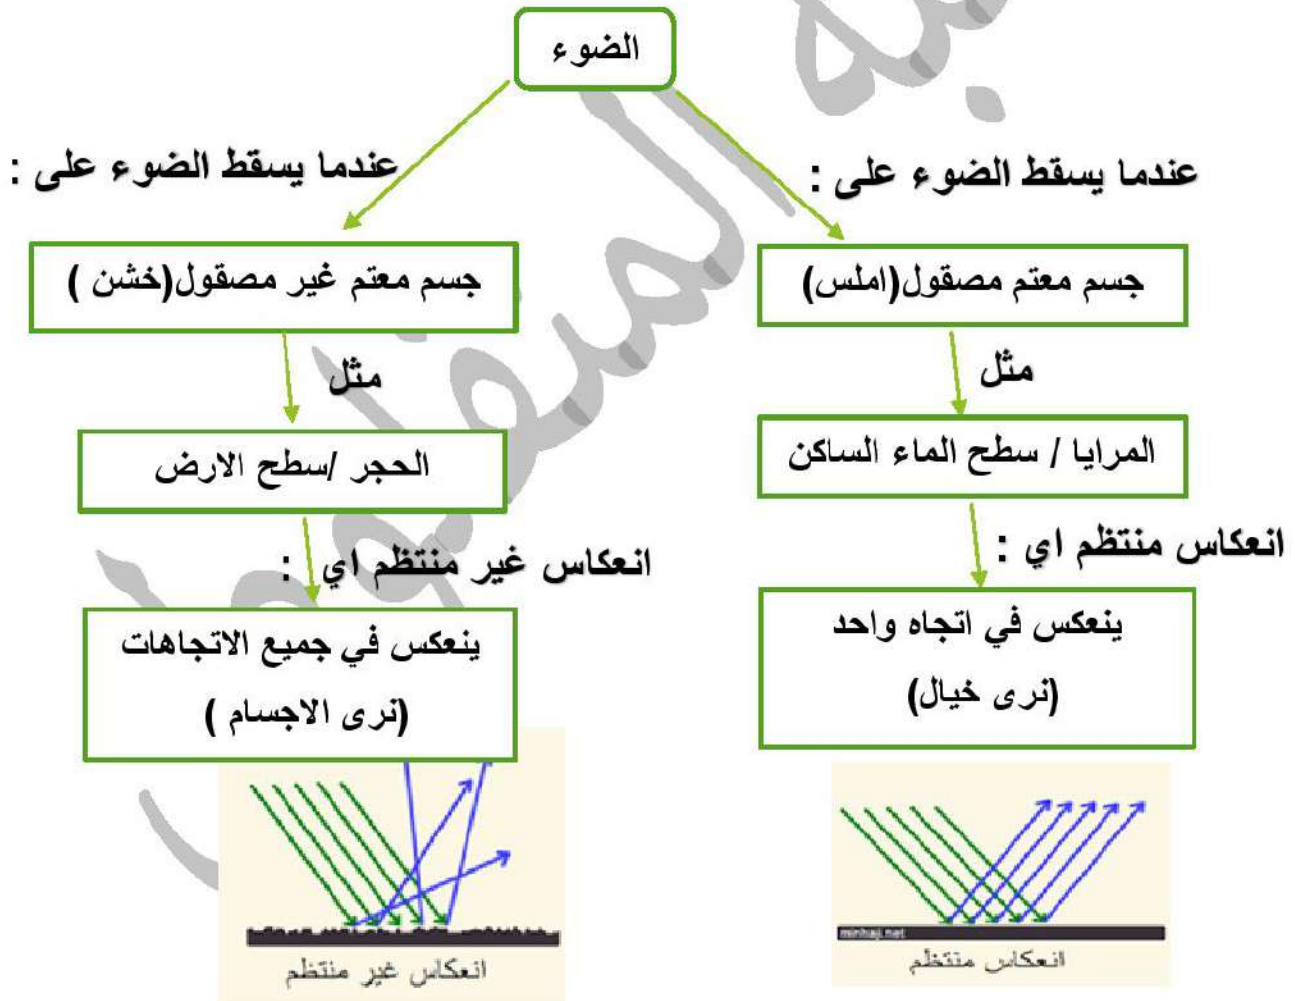 الضوء
عندما يسقط الضوء على :
عندما يسقط الضوء على :
جسم معتم مصقول(املس)
جسم معتم غير مصقول(خشن )
مثل
مثل
المرايا / سطح الماء الساكن
الحجر /سطح الارض
انعكاس منتظم اي :
انعكاس غير منتظم اي :
ينعكس في اتجاه واحد
(نرى خيال)
ينعكس في جميع الاتجاهات
(نرى الاجسام )
minhaji.net
انعكاس منتظم
انعكاس غير منتظم